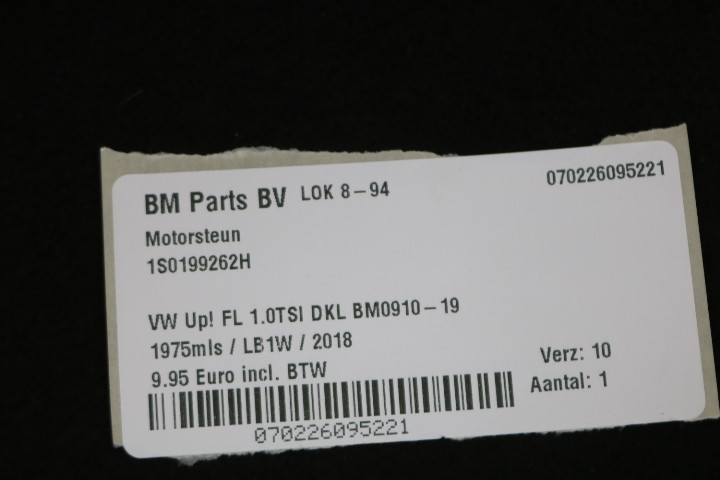 BM Parts BV LOK 8-94
070226095221
Motorsteun
1S0199262H
VW Up! FL 1.0TSI DKL BM0910-19
1975mls / LB1W / 2018
9.95 Euro incl. BTW
Verz: 10
Aantal: 1
070226095221